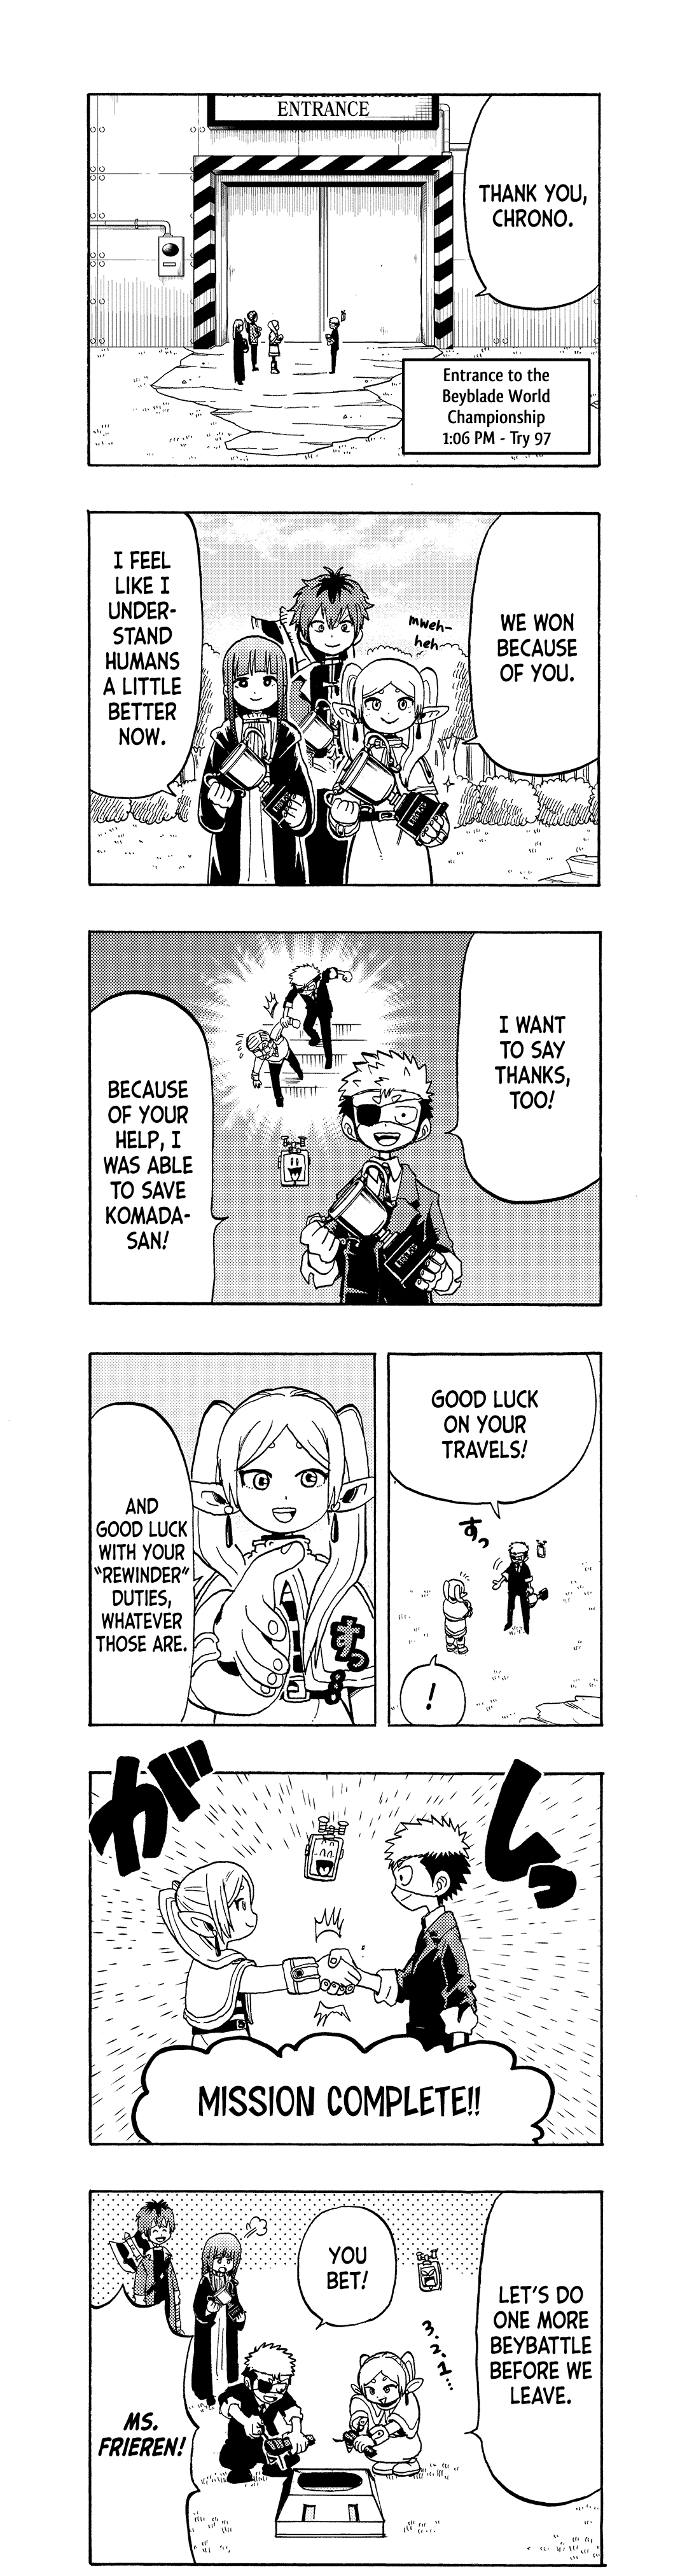 ENTRANCE
THANK YOU,
CHRONO.
Entrance to the
Beyblade World
Championship
1:06 PM - Try 97
WE WON
BECAUSE
OF YOU.
mweh-
heh
I FEEL
LIKE I
UNDER-
STAND
HUMANS
A LITTLE
BETTER
NOW.
I WANT
TO SAY
THANKS,
TOO!
BECAUSE
OF YOUR
HELP, I
WAS ABLE
TO SAVE
KOMADA-
SAN!
GOOD LUCK
ON YOUR
TRAVELS!
すっ
!
AND
GOOD LUCK
WITH YOUR
"REWINDER"
DUTIES,
WHATEVER
THOSE ARE.
すっ
がしっ
MISSION COMPLETE!!
LET'S DO
ONE MORE
BEYBATTLE
BEFORE WE
LEAVE.
YOU
BET!
3.
2.
1...
MS.
FRIEREN!